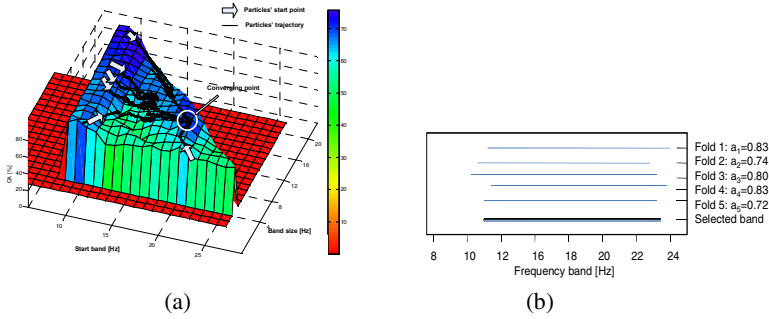 Particles' start point
Particles' trajectory
Converging point
CA [%]
80
60
40
20
0
10
15
20
25
Start band [Hz]
4
8
12
16
20
Band size [Hz]
70
60
50
40
30
20
10
(a)
Fold 1: a1=0.83
Fold 2: a2=0.74
Fold 3: a3=0.80
Fold 4: a4=0.83
Fold 5: a5=0.72
Selected band
8 10 12 14 16 18 20 22 24
Frequency band [Hz]
(b)